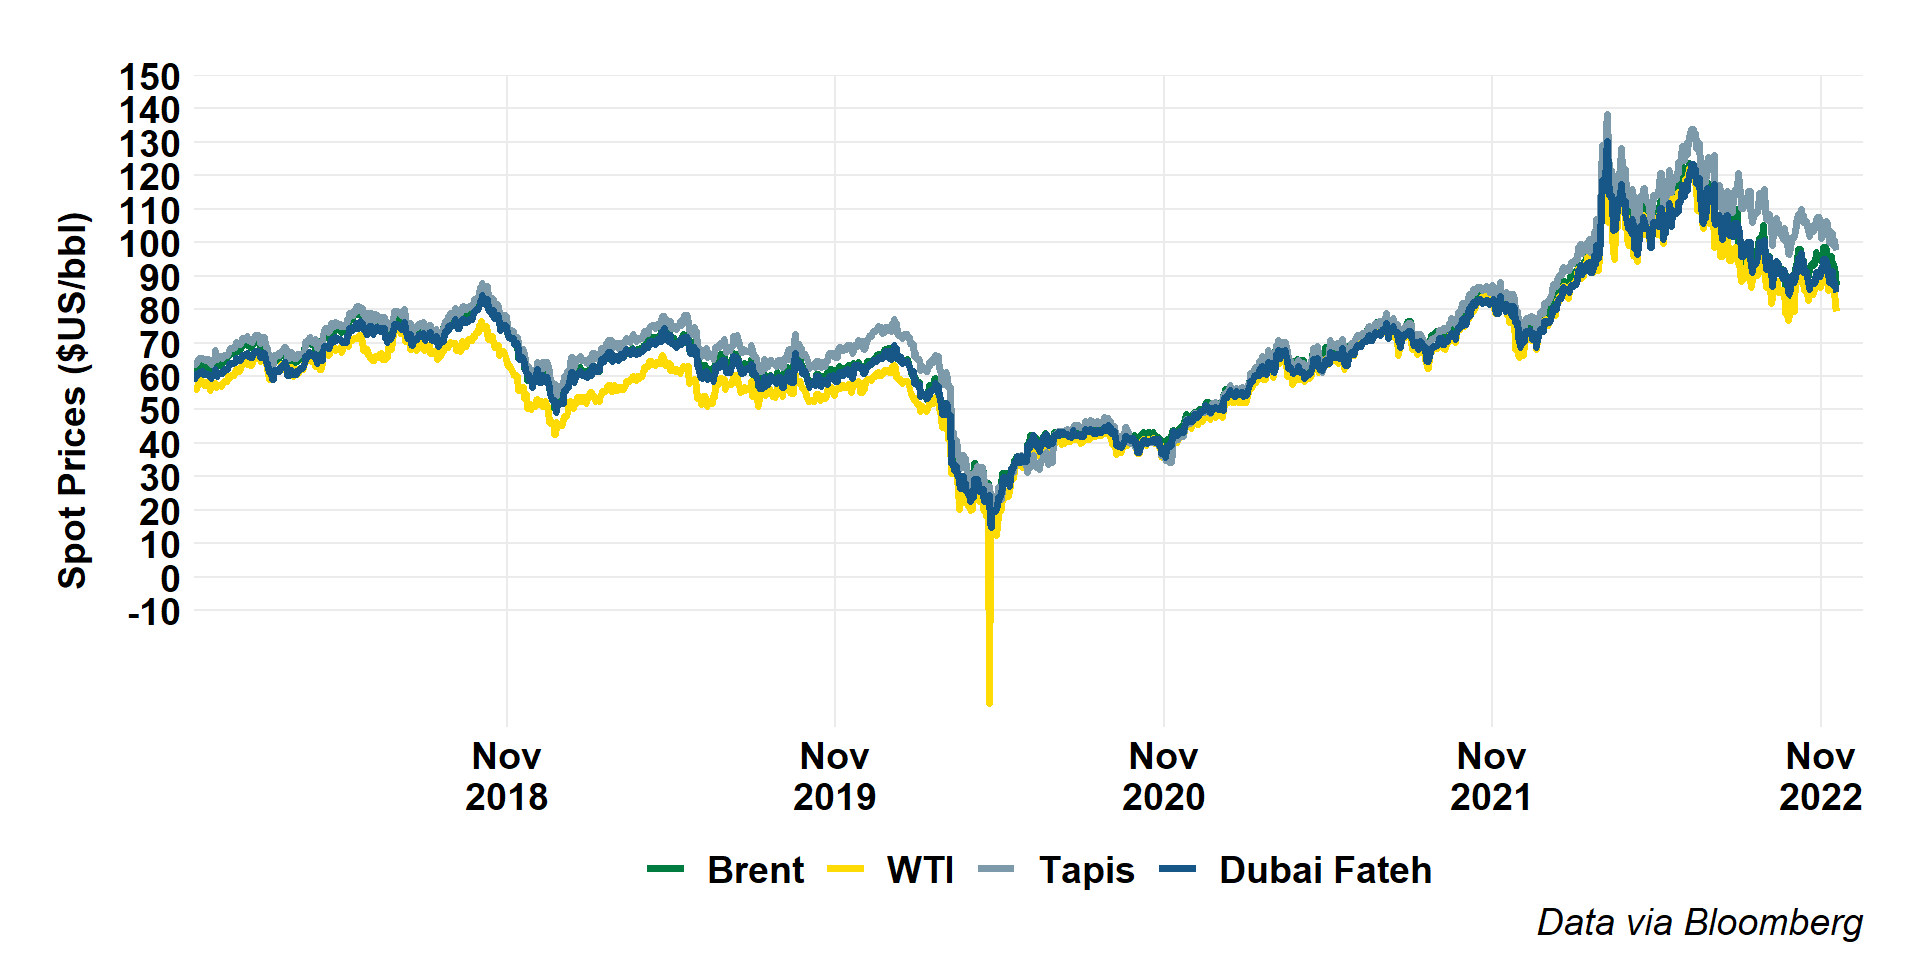 Spot Prices ($US/bbl)
150
140
130
120
110
100
90
80
70
60
50
40
30
20
10
0
-10
Nov
2018
Nov
2019
Nov
2020
Nov
2021
Nov
2022
Brent WTI Tapis Dubai Fateh
Data via Bloomberg